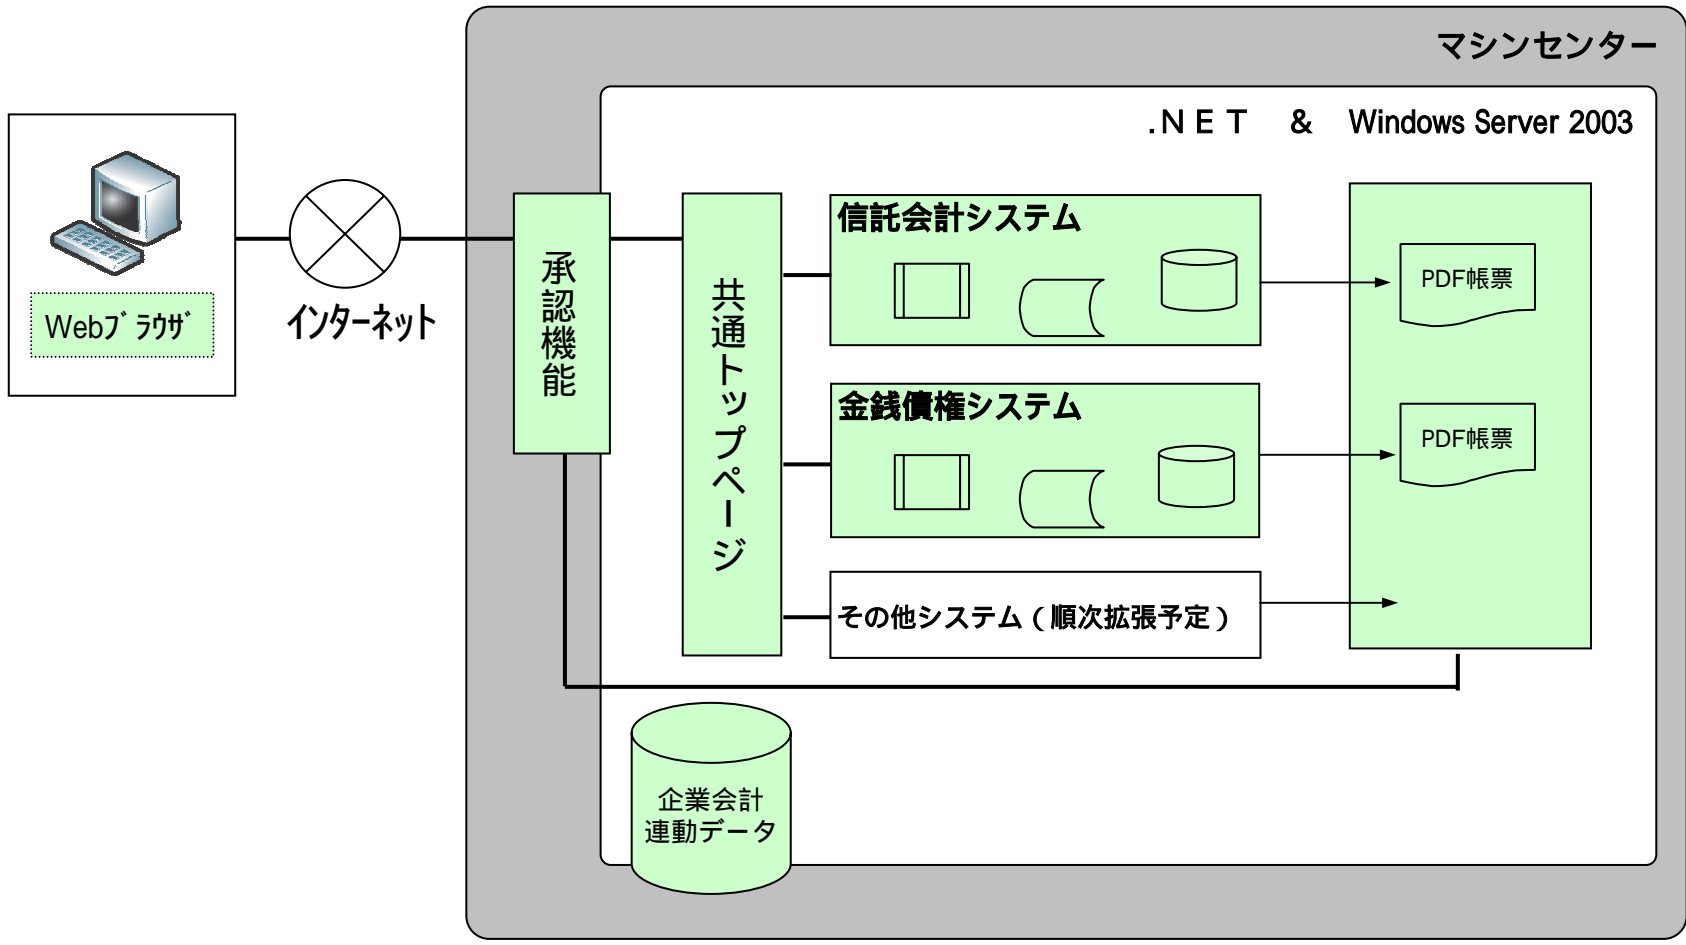 マシンセンター
.ＮＥＴ　＆　Windows Server 2003
Webﾌﾞﾗｳｻﾞ
インターネット
承認機能
共通トップページ
信託会計システム
PDF帳票
金銭債権システム
PDF帳票
その他システム（順次拡張予定）
企業会計
連動データ